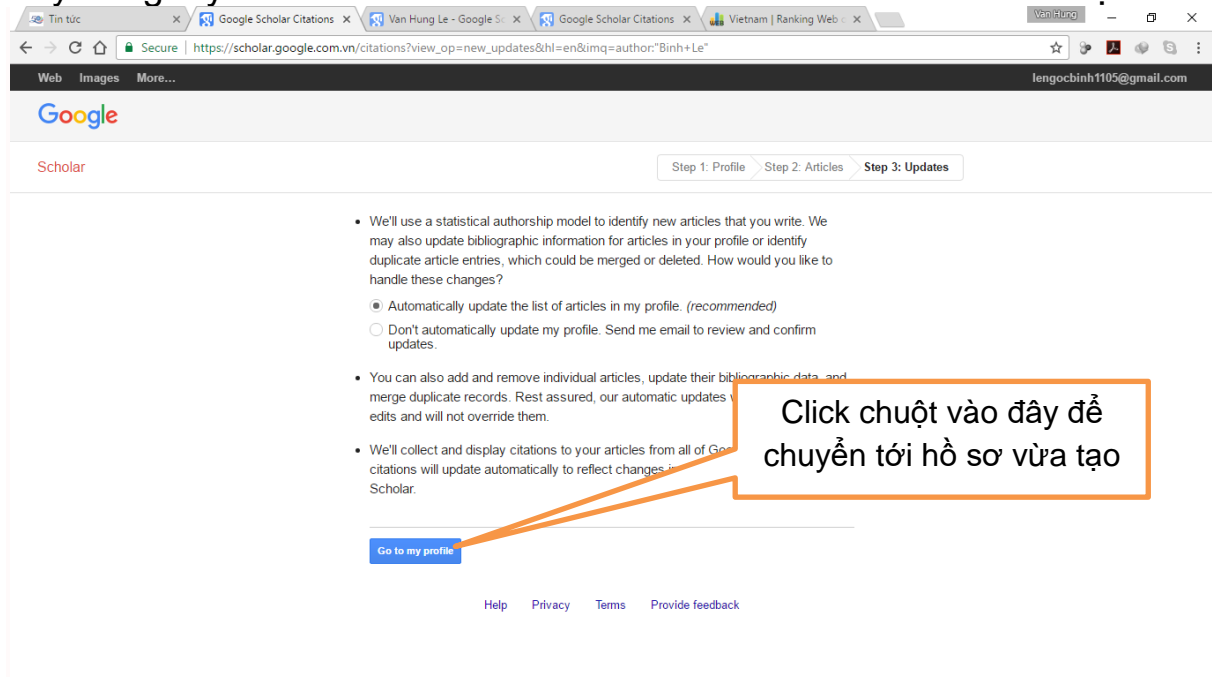 Tin tức
Google Scholar Citations
Van Hung Le - Google Sc
Google Scholar Citations
Vietnam | Ranking Web
Van Hung
Secure | https://scholar.google.com.vn/citations?view_op=new_updates&hl=en&imq=author:"Binh+Le"
Web Images More...
lengocbinh1105@gmail.com
Google
Scholar
Step 1: Profile
Step 2: Articles
Step 3: Updates
• We'll use a statistical authorship model to identify new articles that you write. We
may also update bibliographic information for articles in your profile or identify
duplicate article entries, which could be merged or deleted. How would you like to
handle these changes?
Automatically update the list of articles in my profile. (recommended)
Don't automatically update my profile. Send me email to review and confirm
updates.
• You can also add and remove individual articles, update their bibliographic data, and
merge duplicate records. Rest assured, our automatic updates
edits and will not override them.
• We'll collect and display citations to your articles from all of
citations will update automatically to reflect changes
Scholar.
Click chuột vào đây để
chuyển tới hồ sơ vừa tạo
Go to my profile
Help Privacy Terms Provide feedback